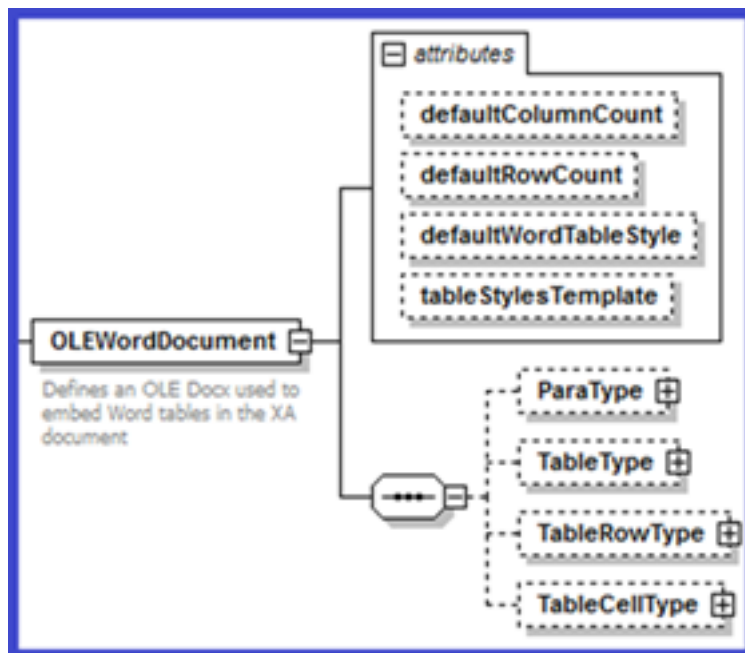 attributes
defaultColumnCount
defaultRowCount
defaultWordTableStyle
tableStylesTemplate
OLEWordDocument
Defines an OLE Docx used to
embed Word tables in the XA
document
ParaType
TableType
TableRowType
TableCellType